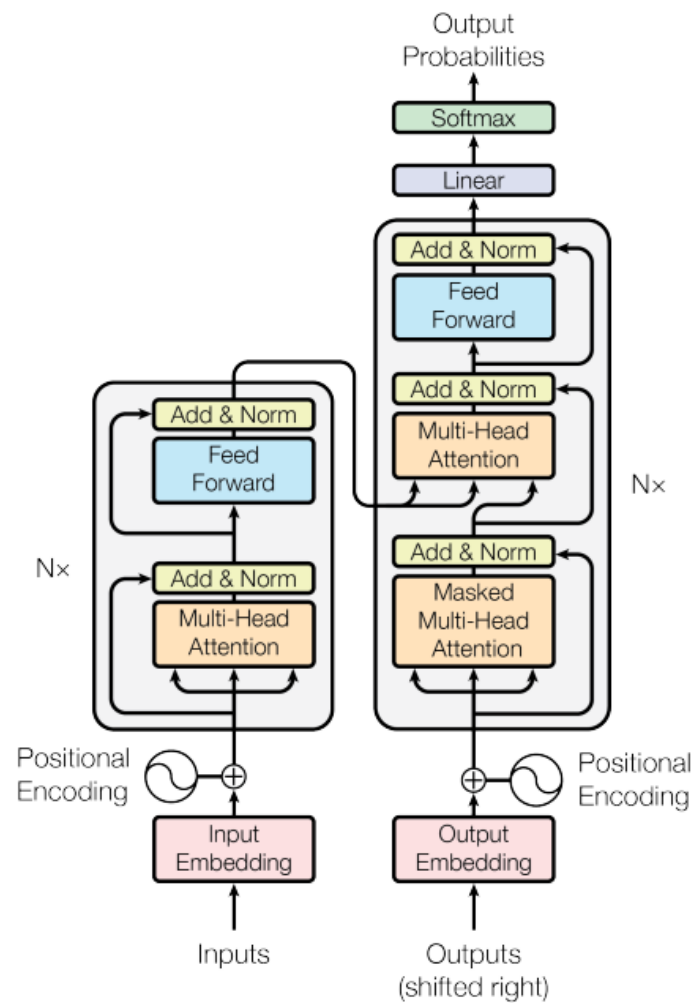 Output
Probabilities
Softmax
Linear
Add & Norm
Feed
Forward
Add & Norm
Multi-Head
Attention
Add & Norm
Masked
Multi-Head
Attention
N×
Add & Norm
Feed
Forward
Add & Norm
Multi-Head
Attention
N×
Positional
Encoding
Positional
Encoding
Input
Embedding
Output
Embedding
Inputs
Outputs
(shifted right)